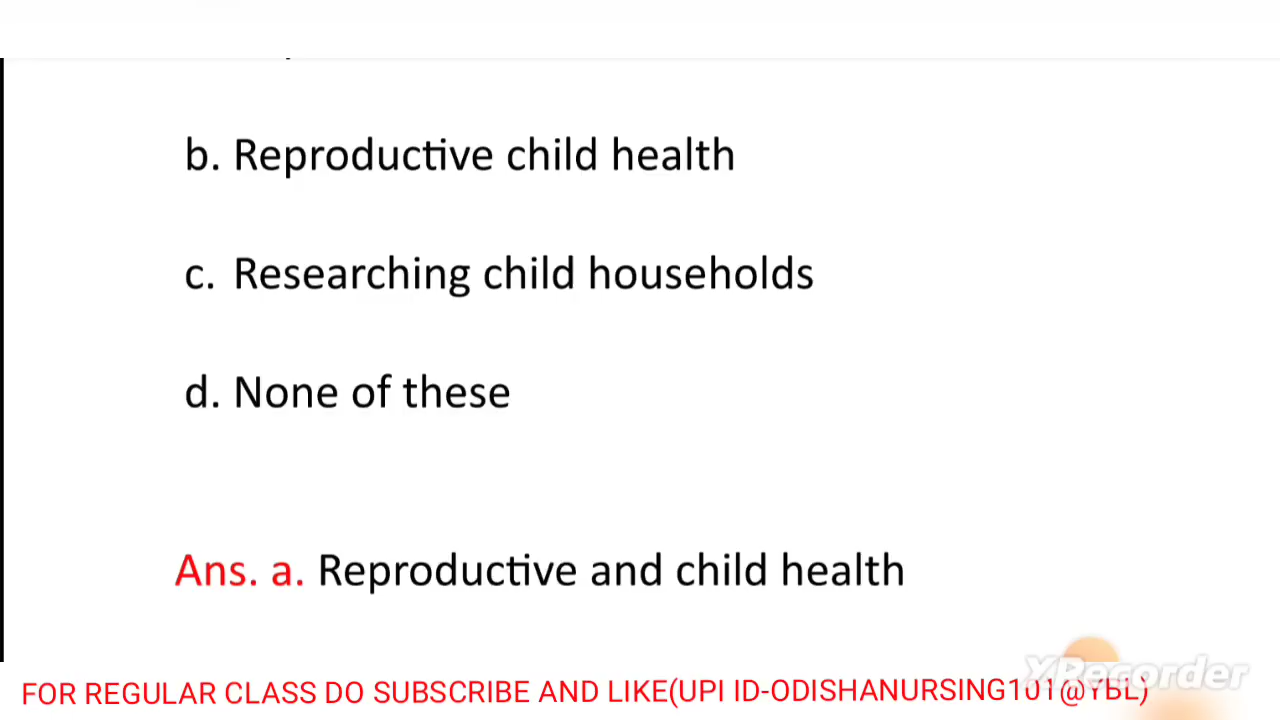 b. Reproductive child health
c. Researching child households
d. None of these
Ans. a. Reproductive and child health
XRecorder
FOR REGULAR CLASS DO SUBSCRIBE AND LIKE(UPI ID-ODISHANURSING101@YBL)